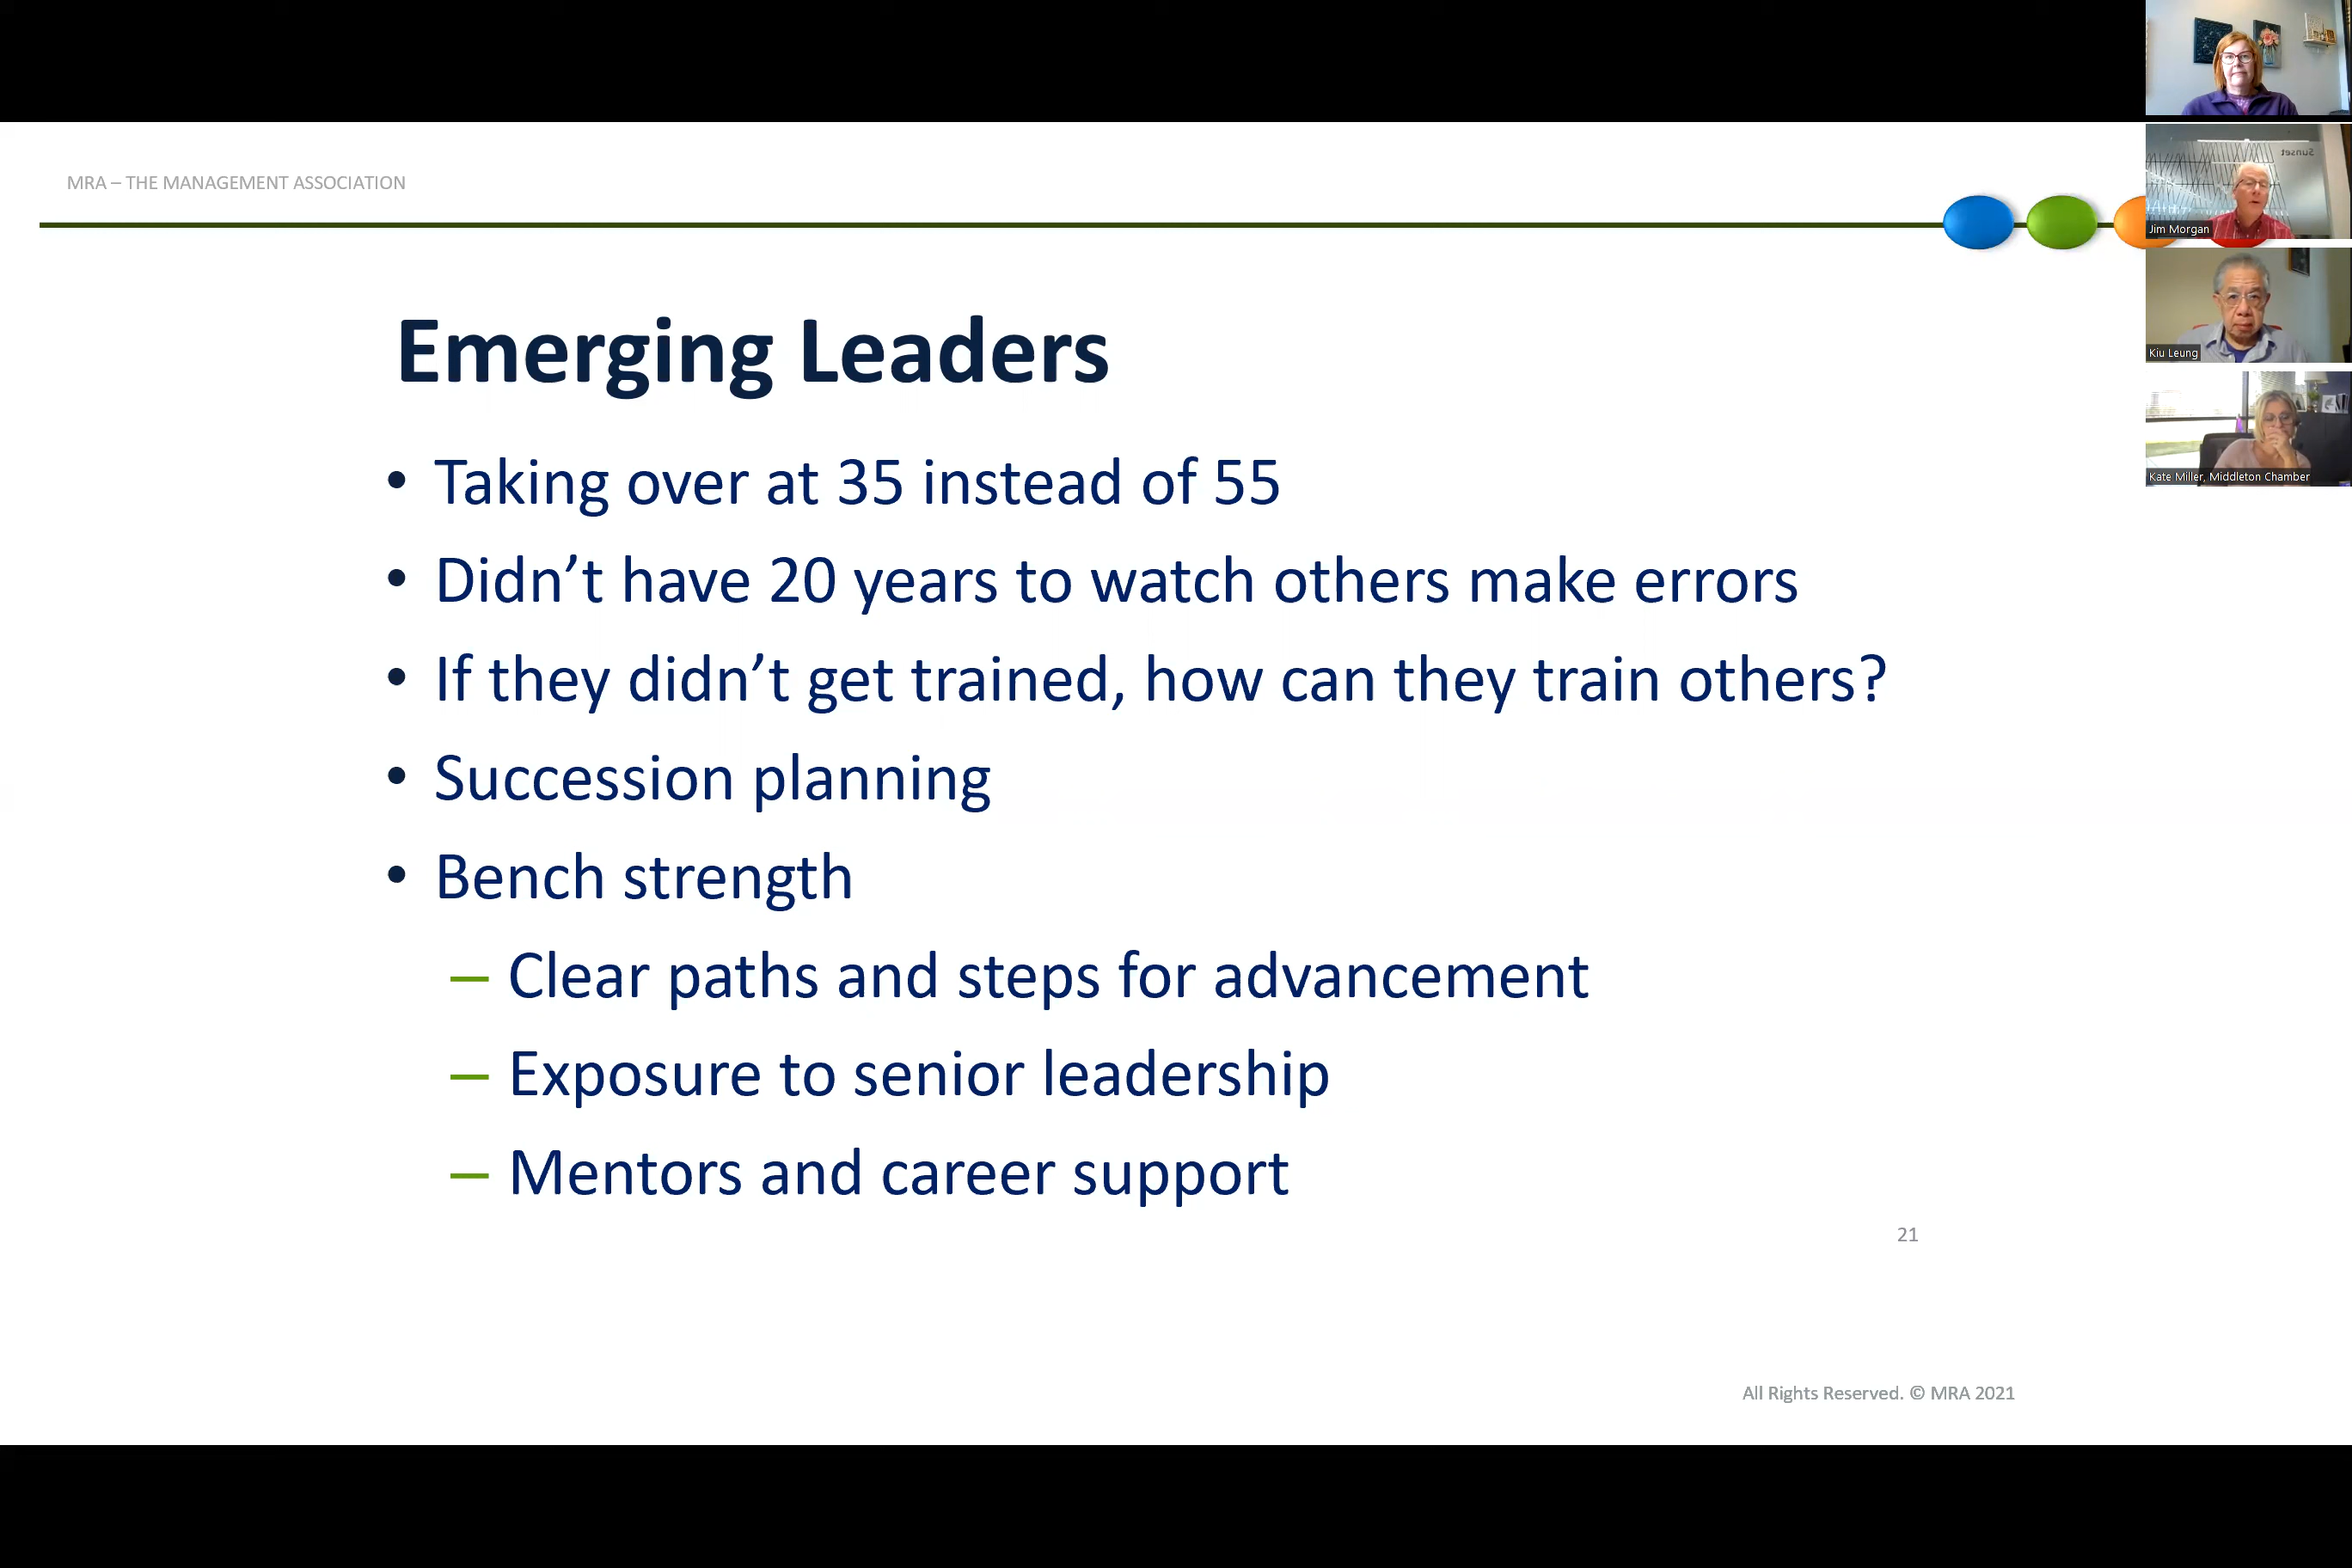 MRA – THE MANAGEMENT ASSOCIATION
Sunset
Jim Morgan
Kiu Leung
Kate Miller, Middleton Chamber
Emerging Leaders
• Taking over at 35 instead of 55
• Didn’t have 20 years to watch others make errors
• If they didn’t get trained, how can they train others?
• Succession planning
• Bench strength
– Clear paths and steps for advancement
– Exposure to senior leadership
– Mentors and career support
21
All Rights Reserved. © MRA 2021